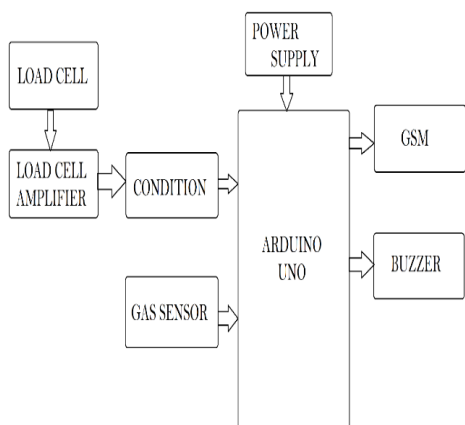 POWER
SUPPLY
LOAD CELL
LOAD CELL
AMPLIFIER
CONDITION
GSM
ARDUINO
UNO
BUZZER
GAS SENSOR